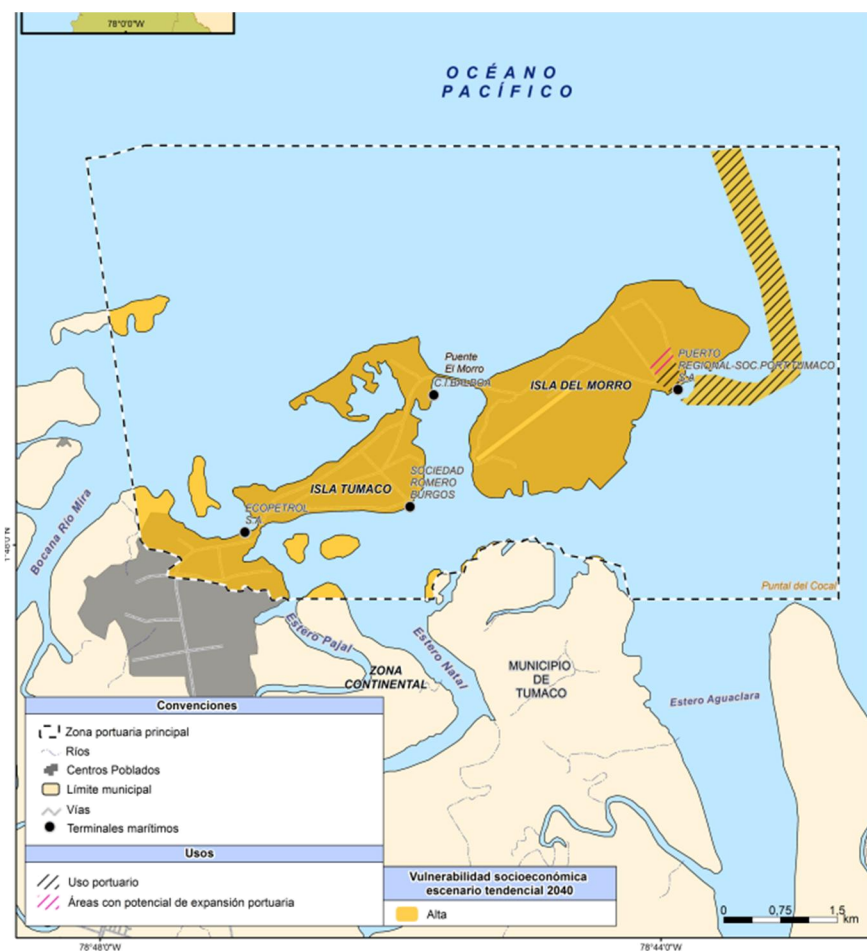 78°0'0"W
OCÉANO
PACÍFICO
Puente
El Morro
C.I.BALBOA
PUERTO
REGIONAL-SOC.PORT.TUMACO
S.A.
ISLA DEL MORRO
SOCIEDAD
ROMERO
BURGOS
ISLA TUMACO
ECOPETROL
S.A.
Bocana Río Mira
1°48'0"N
Puntal del Cocal
Estero Pajal
Estero Natal
ZONA
CONTINENTAL
MUNICIPIO
DE
TUMACO
Estero Aguaclara
Convenciones
Zona portuaria principal
Ríos
Centros Poblados
Límite municipal
Vías
Terminales marítimos
Usos
Uso portuario
Áreas con potencial de expansión portuaria
Vulnerabilidad socioeconómica
escenario tendencial 2040
Alta
0 0,75 1,5
km
78°48'0"W
78°44'0"W